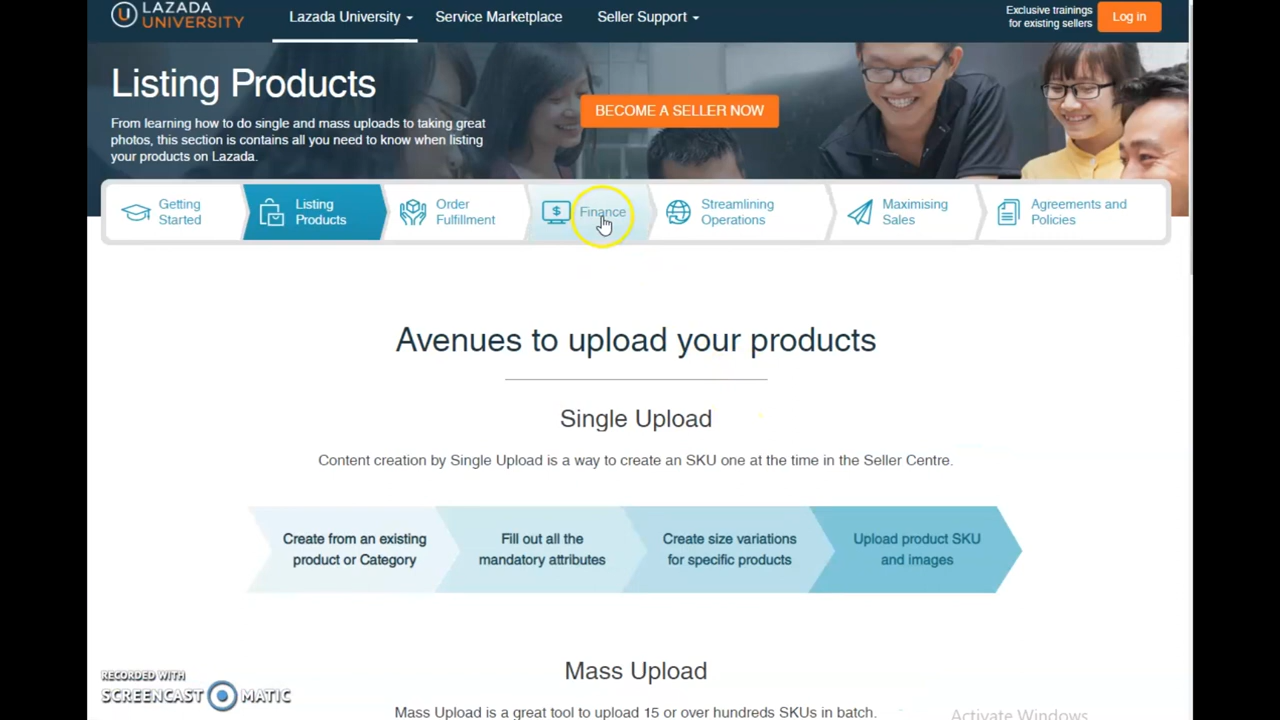 LAZADA
UNIVERSITY
Lazada University
Service Marketplace
Seller Support
Exclusive trainings
for existing sellers
Log in
Listing Products
From learning how to do single and mass uploads to taking great
photos, this section is contains all you need to know when listing
your products on Lazada.
BECOME A SELLER NOW
Getting
Started
Listing
Products
Order
Fulfillment
$
Finance
Streamlining
Operations
Maximising
Sales
Agreements and
Policies
Avenues to upload your products
Single Upload
Content creation by Single Upload is a way to create an SKU one at the time in the Seller Centre.
Create from an existing
product or Category
Fill out all the
mandatory attributes
Create size variations
for specific products
Upload product SKU
and images
Mass Upload
Mass Upload is a great tool to upload 15 or over hundreds SKUs in batch.
RECORDED WITH
SCREENCAST MATIC
Activate Windows